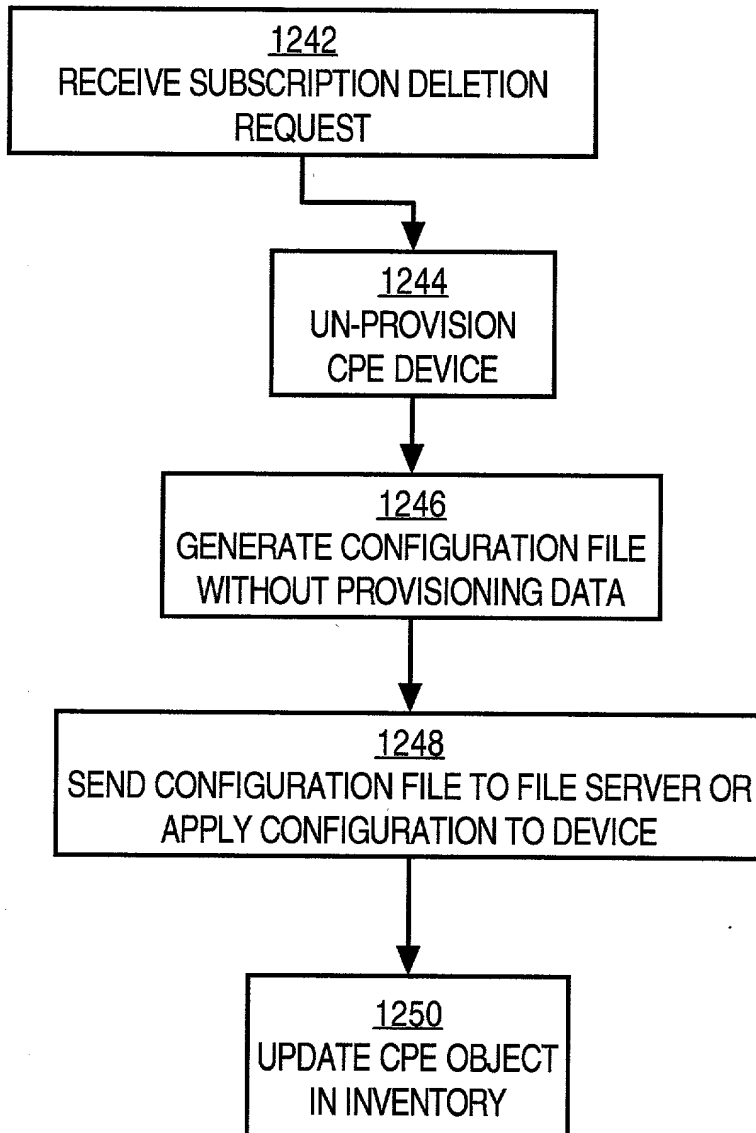 1242
RECEIVE SUBSCRIPTION DELETION
REQUEST
1244
UN-PROVISION
CPE DEVICE
1246
GENERATE CONFIGURATION FILE
WITHOUT PROVISIONING DATA
1248
SEND CONFIGURATION FILE TO FILE SERVER OR
APPLY CONFIGURATION TO DEVICE
1250
UPDATE CPE OBJECT
IN INVENTORY